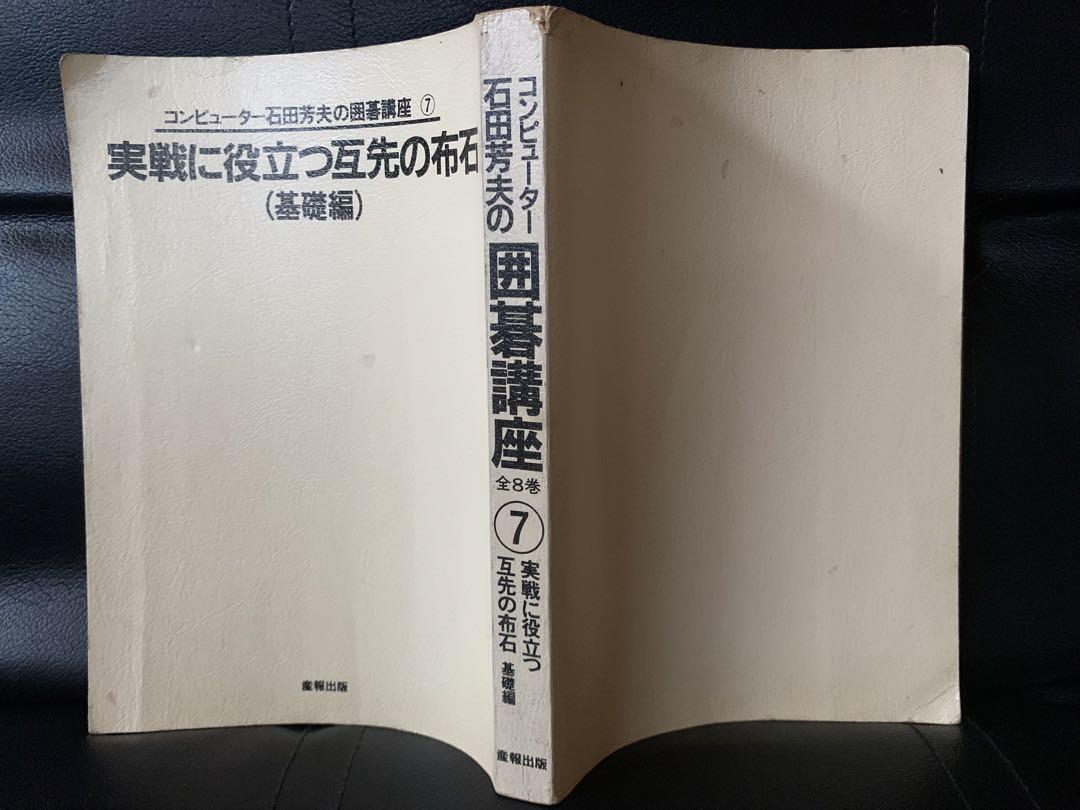 コンピューター石田芳夫の囲碁講座 ⑦
実戦に役立つ互先の布石
(基礎編)
産報出版
コンピューター
石田芳夫の
囲碁講座
全8巻
⑦
実戦に役立つ
互先の布石
基礎編
産報出版